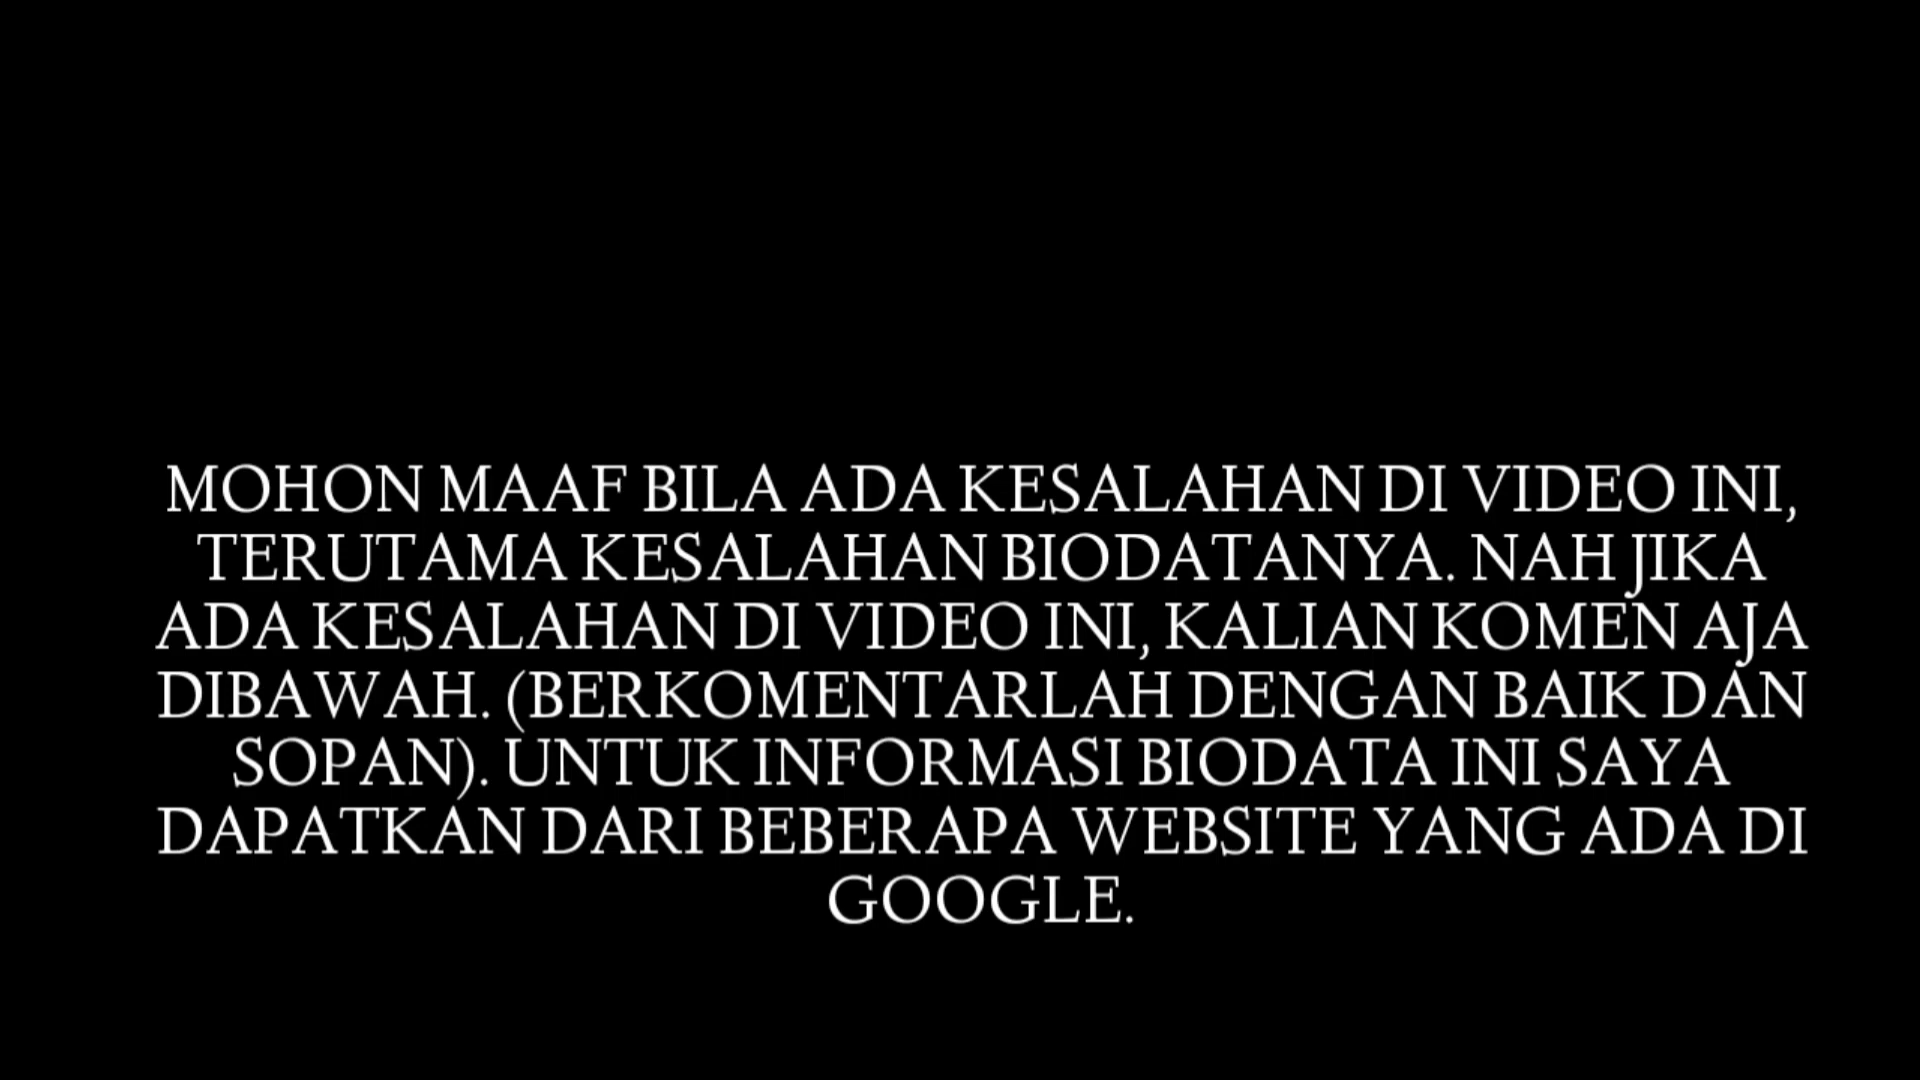 MOHON MAAF BILA ADA KESALAHAN DI VIDEO INI,
TERUTAMA KESALAHAN BIODATANYA. NAH JIKA
ADA KESALAHAN DI VIDEO INI, KALIAN KOMEN AJA
DIBAWAH. (BERKOMENTARLAH DENGAN BAIK DAN
SOPAN). UNTUK INFORMASI BIODATA INI SAYA
DAPATKAN DARI BEBERAPA WEBSITE YANG ADA DI
GOOGLE.